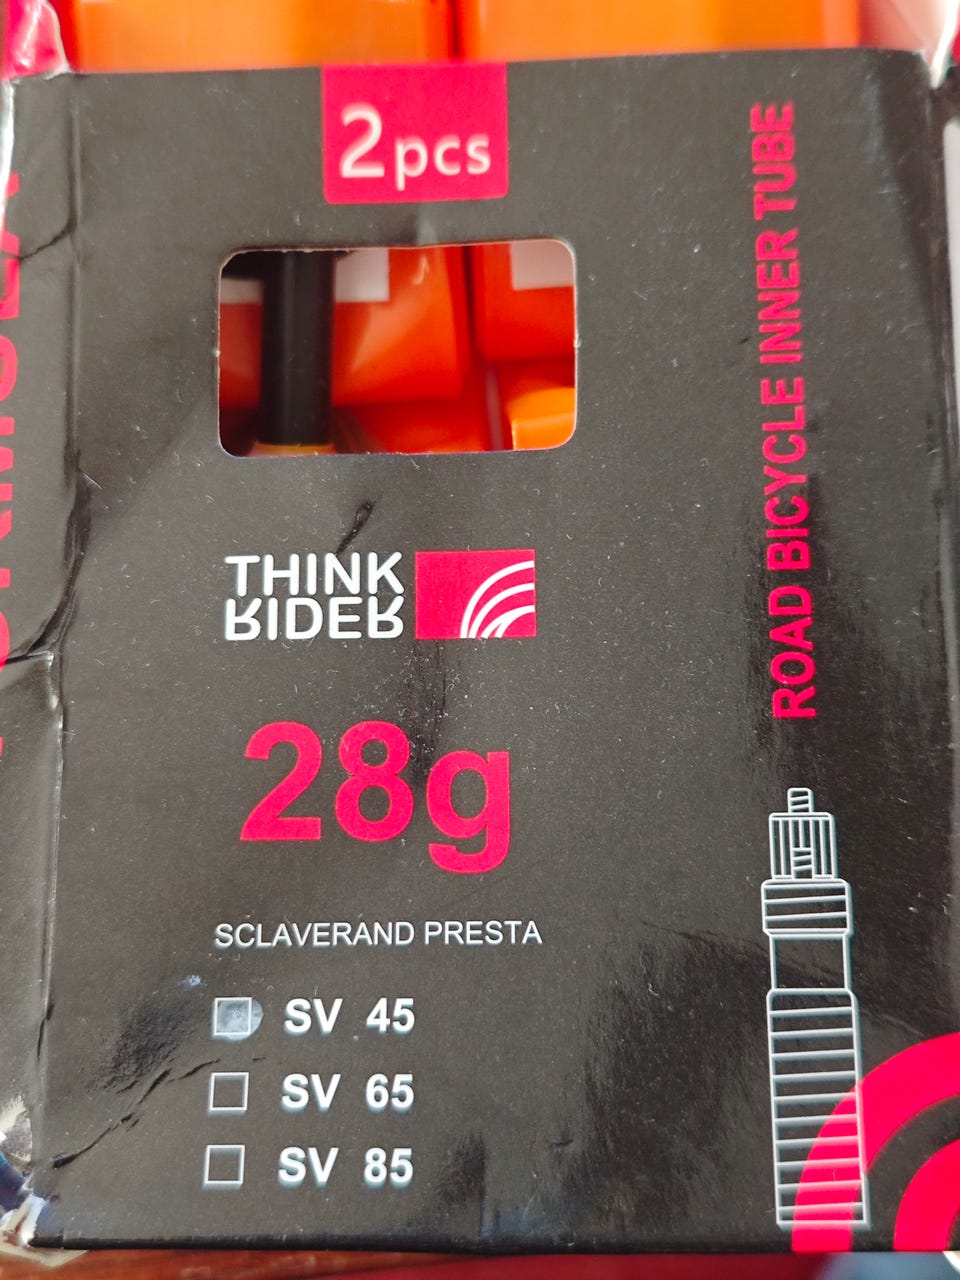 2pcs
ROAD BICYCLE INNER TUBE
THINK
RIDER
28g
SCLAVERAND PRESTA
SV 45
SV 65
SV 85